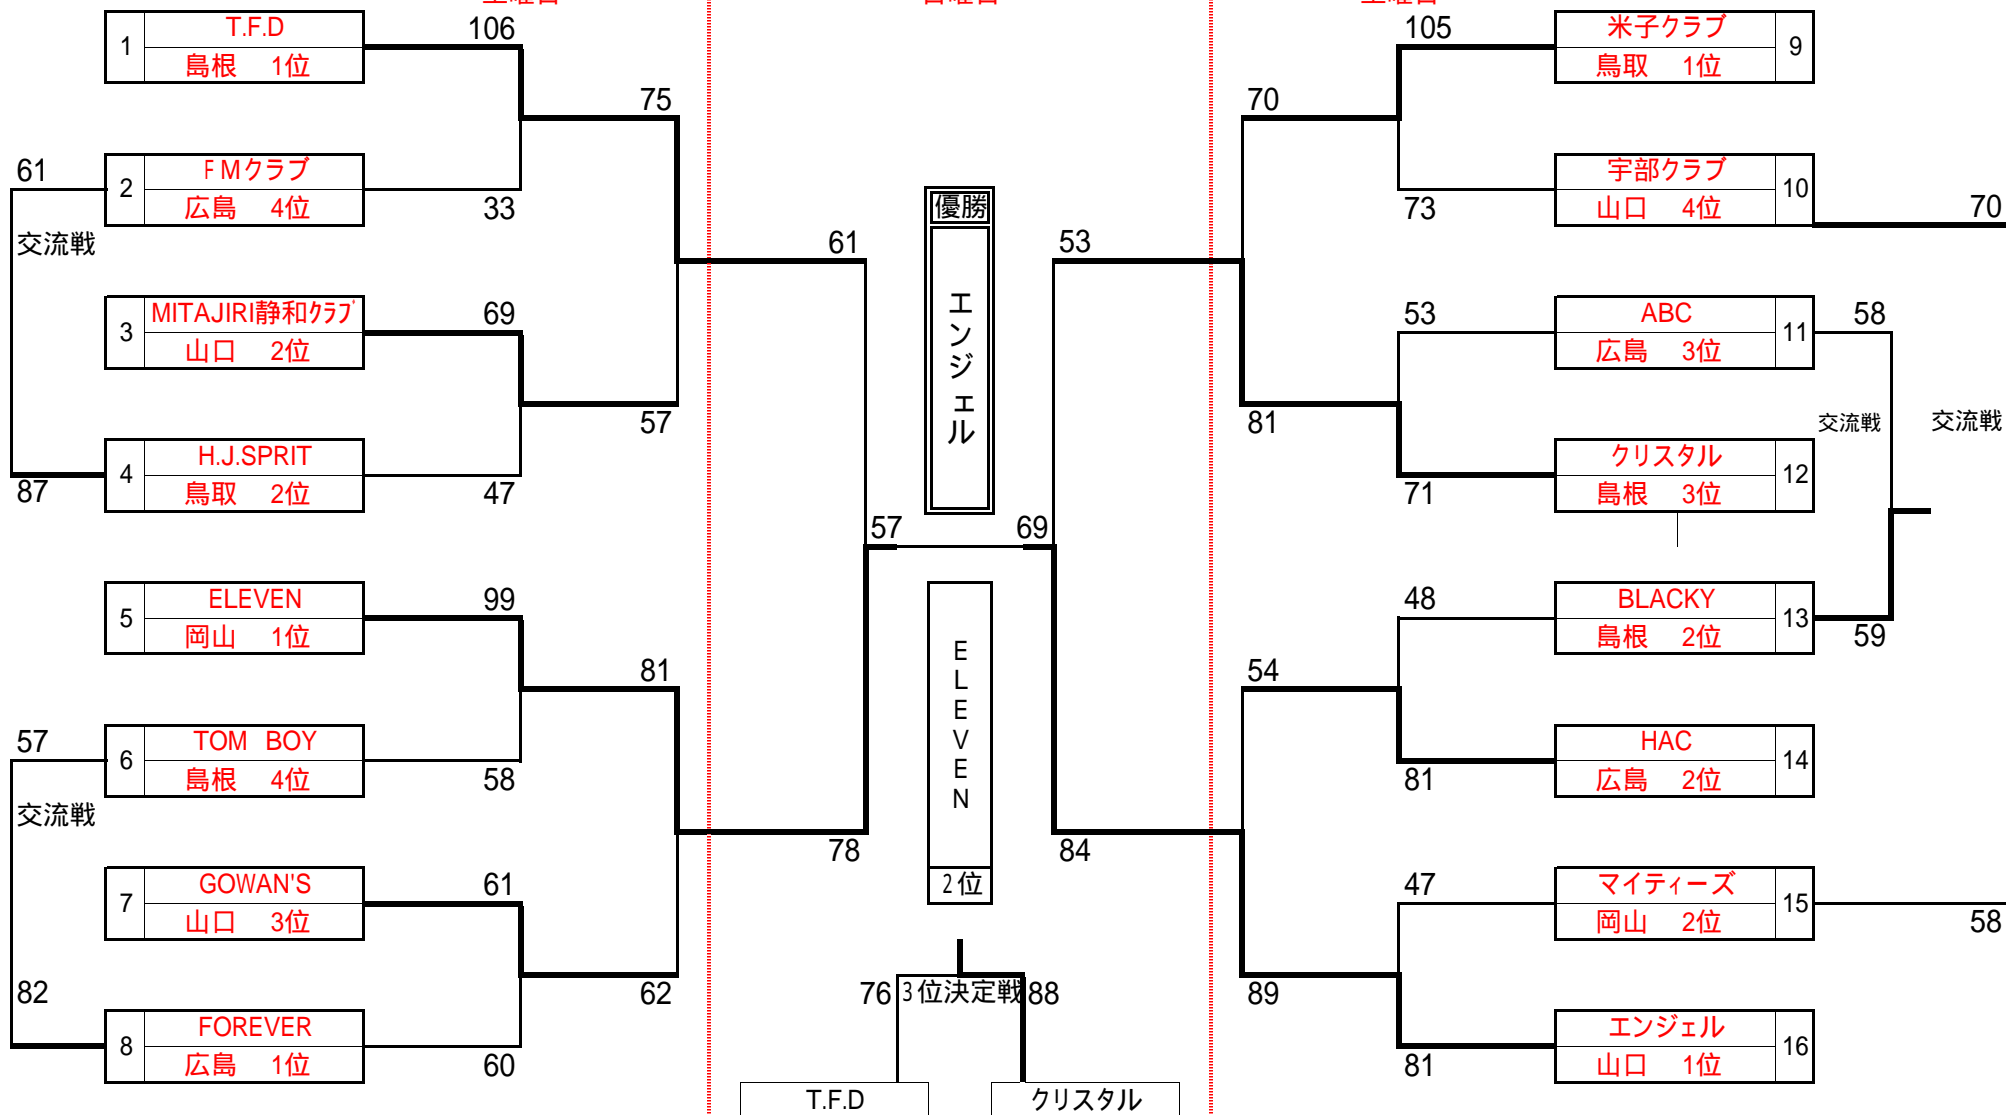 1
T.F.D
島根 1位
106
75
61
2
FMクラブ
広島 4位
33
交流戦
61
3
MITAJIRI静和クラブ
山口 2位
69
57
4
H.J.SPRIT
鳥取 2位
47
87
5
ELEVEN
岡山 1位
99
81
57
6
TOM BOY
島根 4位
58
交流戦
78
7
GOWAN'S
山口 3位
61
62
82
8
FOREVER
広島 1位
60
優勝
エンジェル
57
69
ELEVEN
2位
76
3位決定戦
88
T.F.D
クリスタル
105
米子クラブ
鳥取 1位
9
70
宇部クラブ
山口 4位
10
73
70
53
53
ABC
広島 3位
11
58
81
交流戦
交流戦
クリスタル
島根 3位
12
71
48
BLACKY
島根 2位
13
59
54
HAC
広島 2位
14
81
84
47
マイティーズ
岡山 2位
15
58
89
エンジェル
山口 1位
16
81